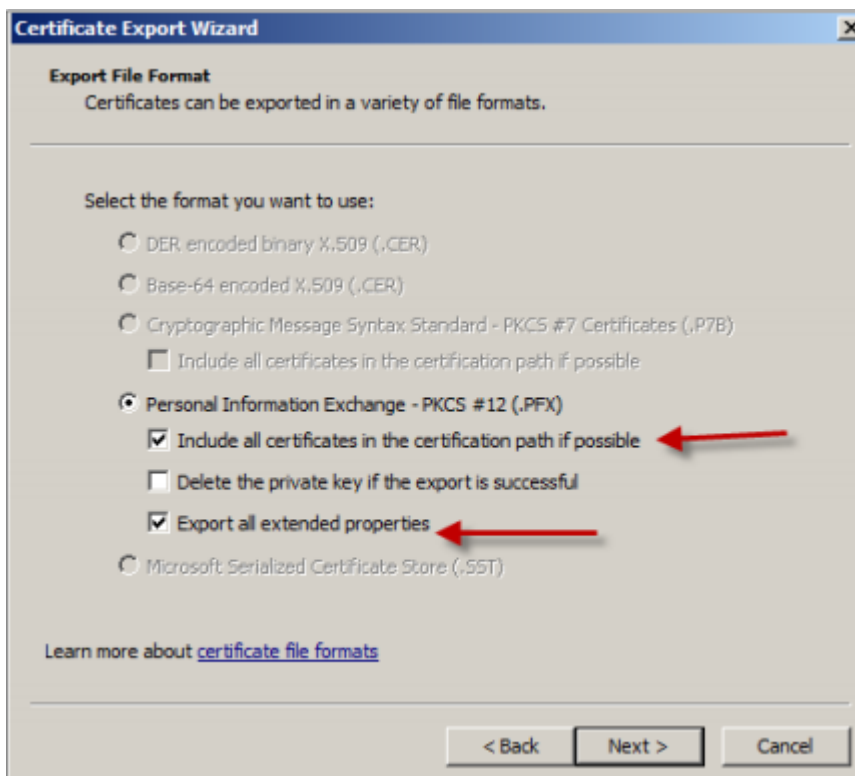 Certificate Export Wizard
Export File Format
Certificates can be exported in a variety of file formats.
Select the format you want to use:
DER encoded binary X.509 (.CER)
Base-64 encoded X.509 (.CER)
Cryptographic Message Syntax Standard - PKCS #7 Certificates (.P7B)
Include all certificates in the certification path if possible
Personal Information Exchange - PKCS #12 (.PFX)
Include all certificates in the certification path if possible
Delete the private key if the export is successful
Export all extended properties
Microsoft Serialized Certificate Store (.SST)
Learn more about certificate file formats
< Back Next > Cancel